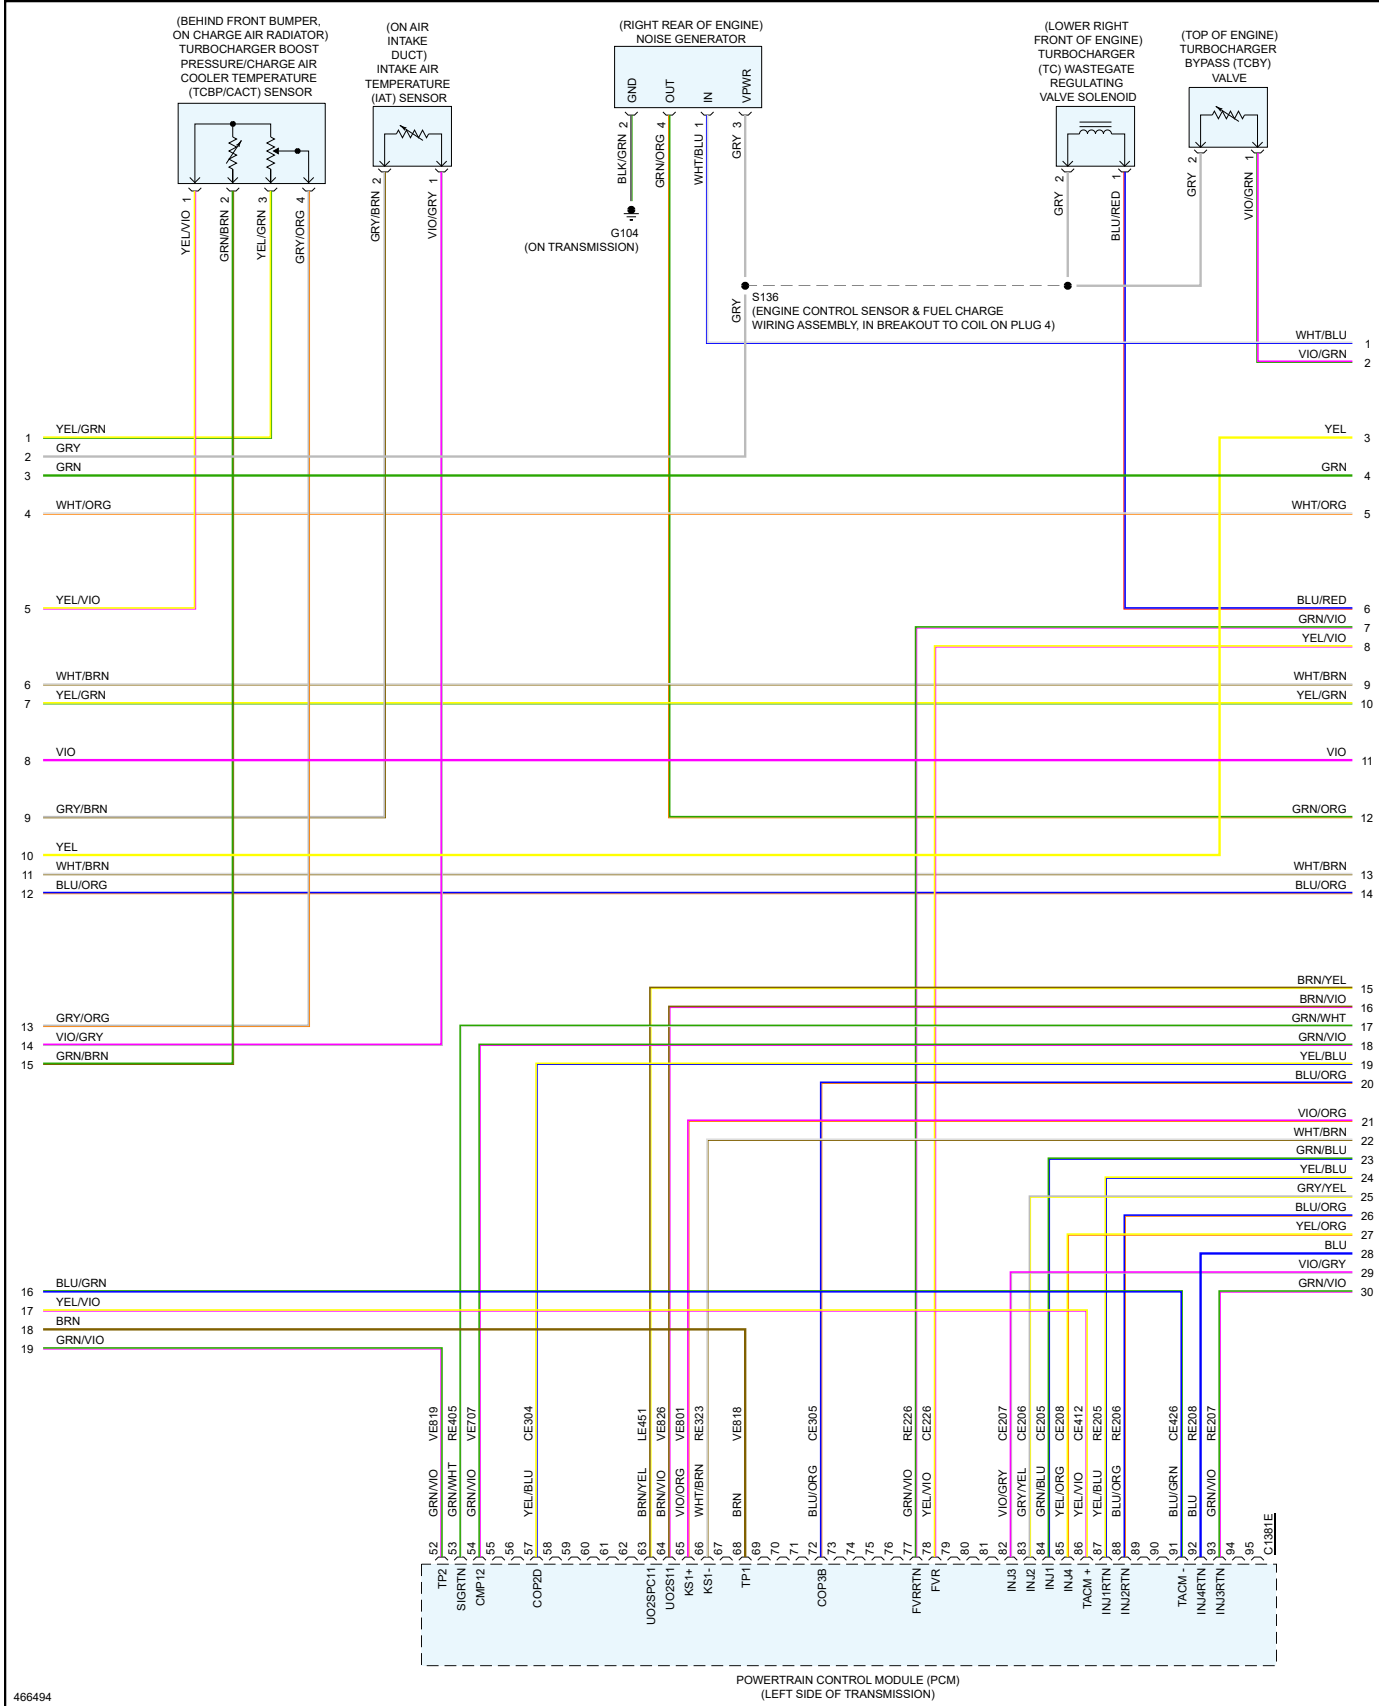 (BEHIND FRONT BUMPER,
ON CHARGE AIR RADIATOR)
TURBOCHARGER BOOST
PRESSURE/CHARGE AIR
COOLER TEMPERATURE
(TCBP/CACT) SENSOR
(ON AIR
INTAKE
DUCT)
INTAKE AIR
TEMPERATURE
(IAT) SENSOR
(RIGHT REAR OF ENGINE)
NOISE GENERATOR
(LOWER RIGHT
FRONT OF ENGINE)
TURBOCHARGER
(TC) WASTEGATE
REGULATING
VALVE SOLENOID
(TOP OF ENGINE)
TURBOCHARGER
BYPASS (TCBY)
VALVE
GND
OUT
IN
VPWR
YEL/VIO 1
GRN/BRN 2
YEL/GRN 3
GRY/ORG 4
GRY/BRN 2
VIO/GRY 1
BLK/GRN 2
GRN/ORG 4
WHT/BLU 1
GRY 3
GRY 2
BLU/RED 1
GRY 2
VIO/GRN 1
G104
(ON TRANSMISSION)
GRY
S136
(ENGINE CONTROL SENSOR & FUEL CHARGE
WIRING ASSEMBLY, IN BREAKOUT TO COIL ON PLUG 4)
1 YEL/GRN
2 GRY
3 GRN
4 WHT/ORG
5 YEL/VIO
6 WHT/BRN
7 YEL/GRN
8 VIO
9 GRY/BRN
10 YEL
11 WHT/BRN
12 BLU/ORG
13 GRY/ORG
14 VIO/GRY
15 GRN/BRN
16 BLU/GRN
17 YEL/VIO
18 BRN
19 GRN/VIO
WHT/BLU 1
VIO/GRN 2
YEL 3
GRN 4
WHT/ORG 5
BLU/RED 6
GRN/VIO 7
YEL/VIO 8
WHT/BRN 9
YEL/GRN 10
VIO 11
GRN/ORG 12
WHT/BRN 13
BLU/ORG 14
BRN/YEL 15
BRN/VIO 16
GRN/WHT 17
GRN/VIO 18
YEL/BLU 19
BLU/ORG 20
VIO/ORG 21
WHT/BRN 22
GRN/BLU 23
YEL/BLU 24
GRY/YEL 25
BLU/ORG 26
YEL/ORG 27
BLU 28
VIO/GRY 29
GRN/VIO 30
TP2 52 GRN/VIO VE819
SIGRTN 53 GRN/WHT RE405
CMP12 54 GRN/VIO VE707
55
56
COP2D 57 YEL/BLU CE304
58
59
60
61
62
UO2SPC11 63 BRN/YEL LE451
UO2S11 64 BRN/VIO VE826
KS1+ 65 VIO/ORG VE801
KS1- 66 WHT/BRN RE323
67
TP1 68 BRN VE818
69
70
71
COP3B 72 BLU/ORG CE305
73
74
75
76
FVRRTN 77 GRN/VIO RE226
FVR 78 YEL/VIO CE226
79
80
81
INJ3 82 VIO/GRY CE207
INJ2 83 GRY/YEL CE206
INJ1 84 GRN/BLU CE205
INJ4 85 YEL/ORG CE208
TACM + 86 YEL/VIO CE412
INJ1RTN 87 YEL/BLU RE205
INJ2RTN 88 BLU/ORG RE206
89
90
TACM - 91 BLU/GRN CE426
INJ4RTN 92 BLU RE208
INJ3RTN 93 GRN/VIO RE207
94
95
C1381E
POWERTRAIN CONTROL MODULE (PCM)
(LEFT SIDE OF TRANSMISSION)
466494